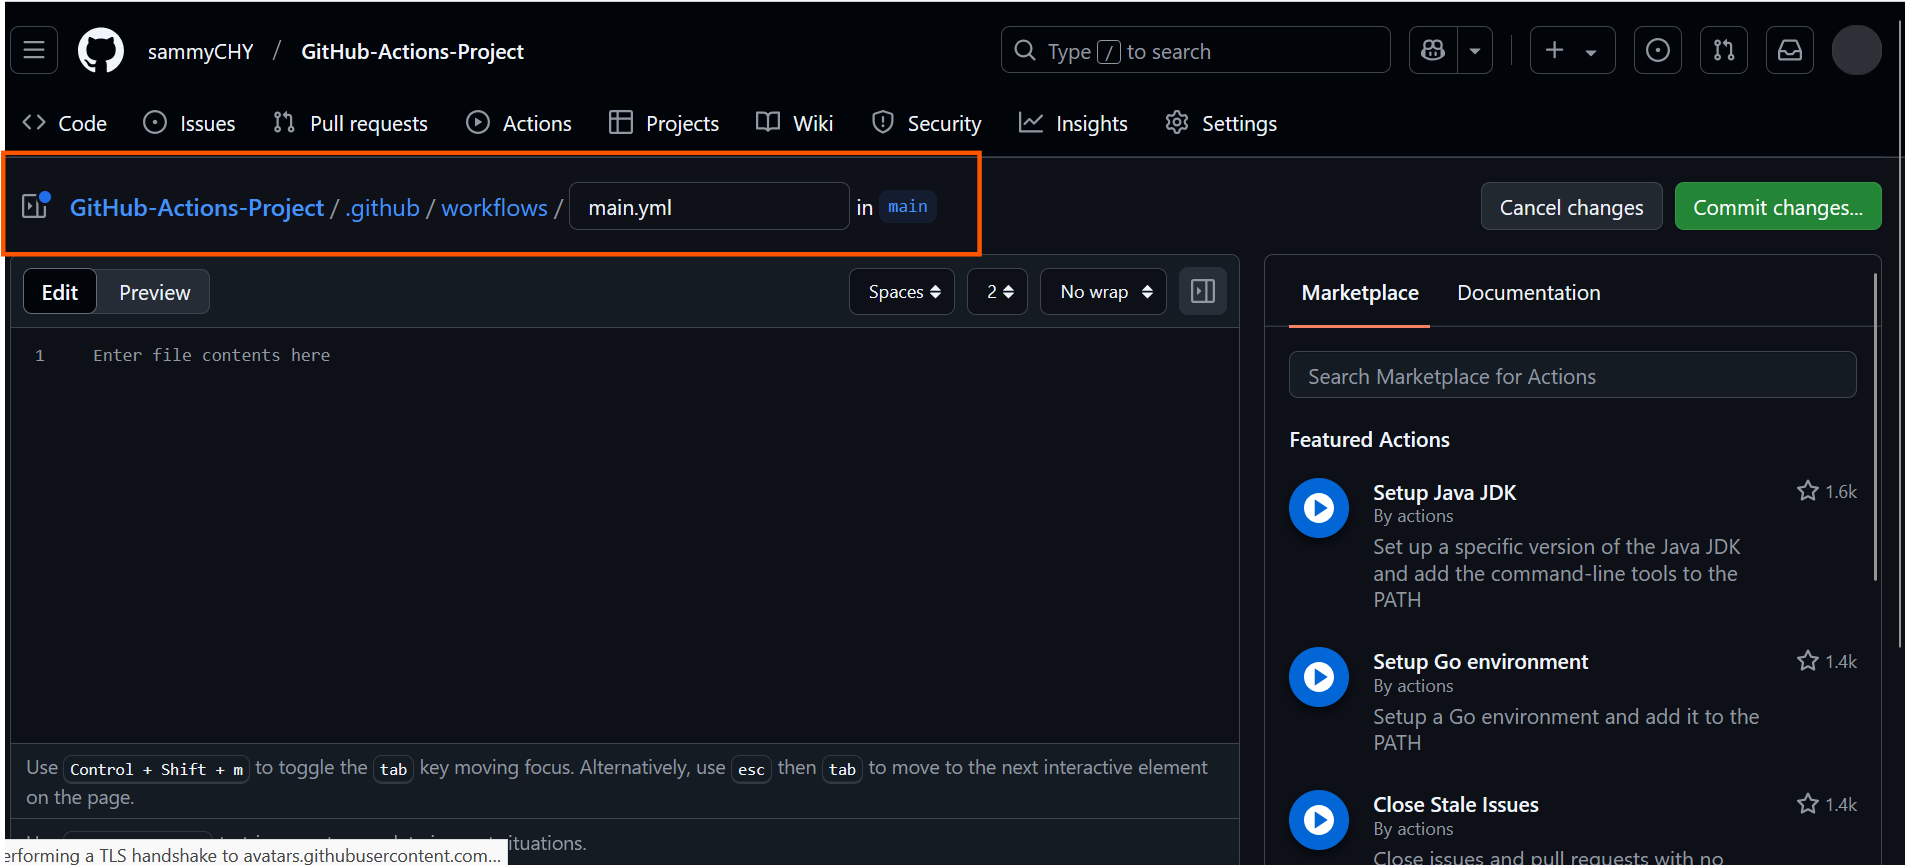 sammyCHY / GitHub-Actions-Project
Type / to search
Code Issues Pull requests Actions Projects Wiki Security Insights Settings
GitHub-Actions-Project / .github / workflows / main.yml in main
Cancel changes Commit changes...
Edit Preview
Spaces 2 No wrap
1 Enter file contents here
Use Control + Shift + m to toggle the tab key moving focus. Alternatively, use esc then tab to move to the next interactive element
on the page.
ituations.
erforming a TLS handshake to avatars.githubusercontent.com...
Marketplace Documentation
Search Marketplace for Actions
Featured Actions
Setup Java JDK 1.6k
By actions
Set up a specific version of the Java JDK
and add the command-line tools to the
PATH
Setup Go environment 1.4k
By actions
Setup a Go environment and add it to the
PATH
Close Stale Issues 1.4k
By actions
Close issues and pull requests with no